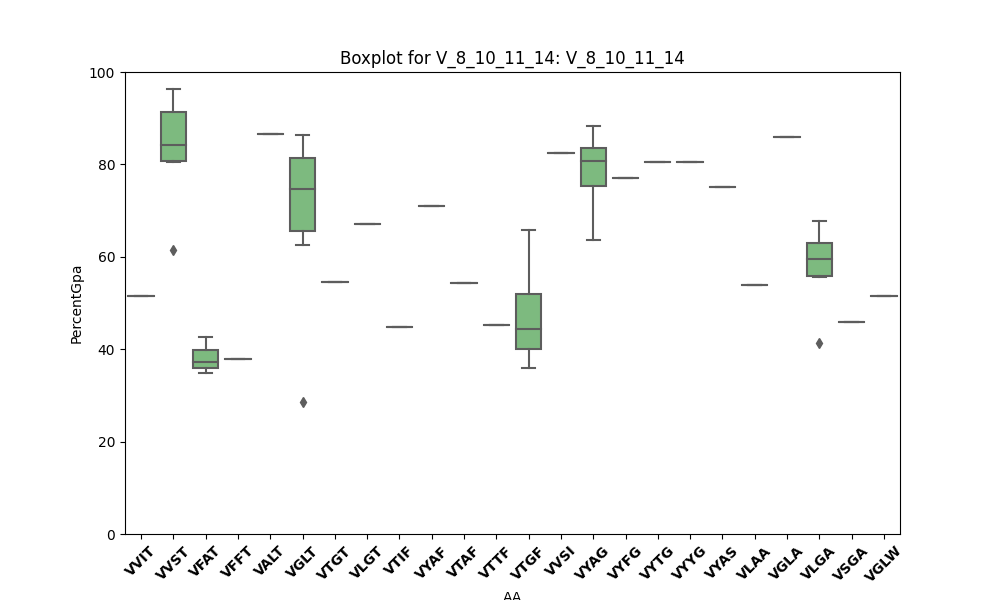 Boxplot for V_8_10_11_14: V_8_10_11_14
100
80
60
40
20
0
PercentGpa
VVIT
VVST
VFAT
VFFT
VALT
VGLT
VTGT
VLGT
VTIF
VYAF
VTAF
VTTF
VTGF
VVSI
VYAG
VYFG
VYTG
VYYG
VYAS
VLAA
VGLA
VLGA
VSGA
VGLW
AA